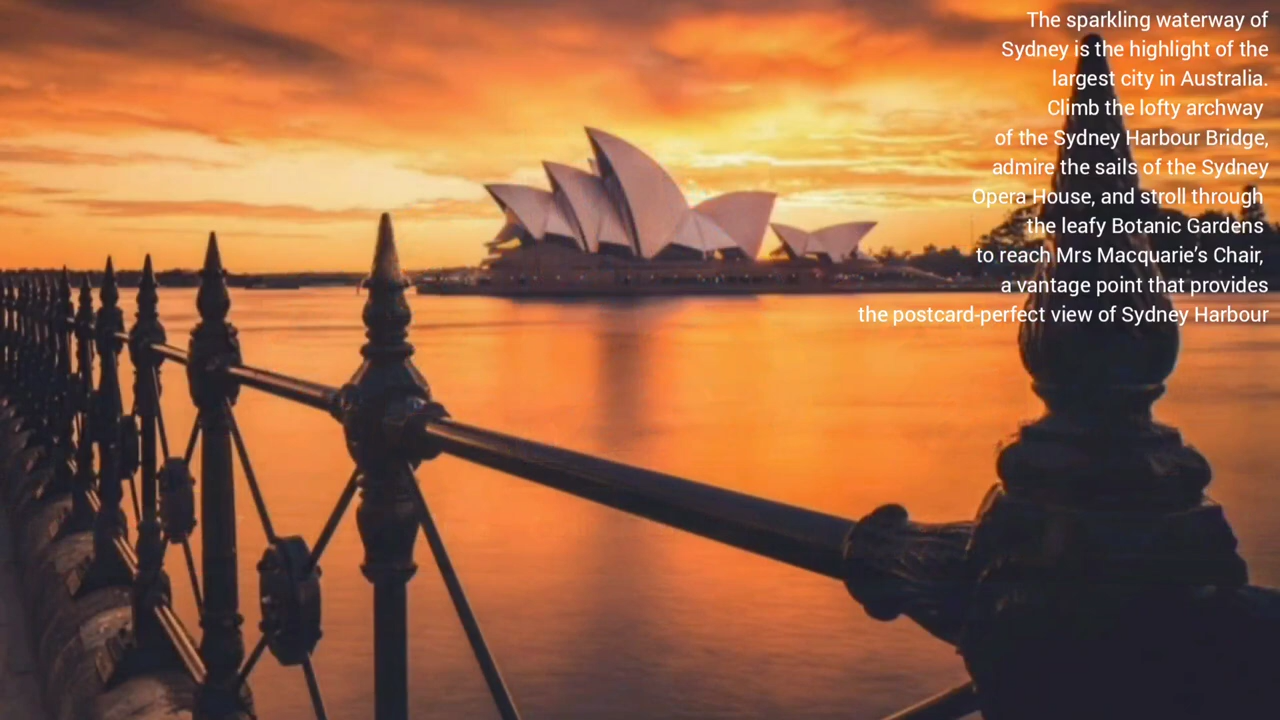 The sparkling waterway of
Sydney is the highlight of the
largest city in Australia.
Climb the lofty archway
of the Sydney Harbour Bridge,
admire the sails of the Sydney
Opera House, and stroll through
the leafy Botanic Gardens
to reach Mrs Macquarie's Chair,
a vantage point that provides
the postcard-perfect view of Sydney Harbour